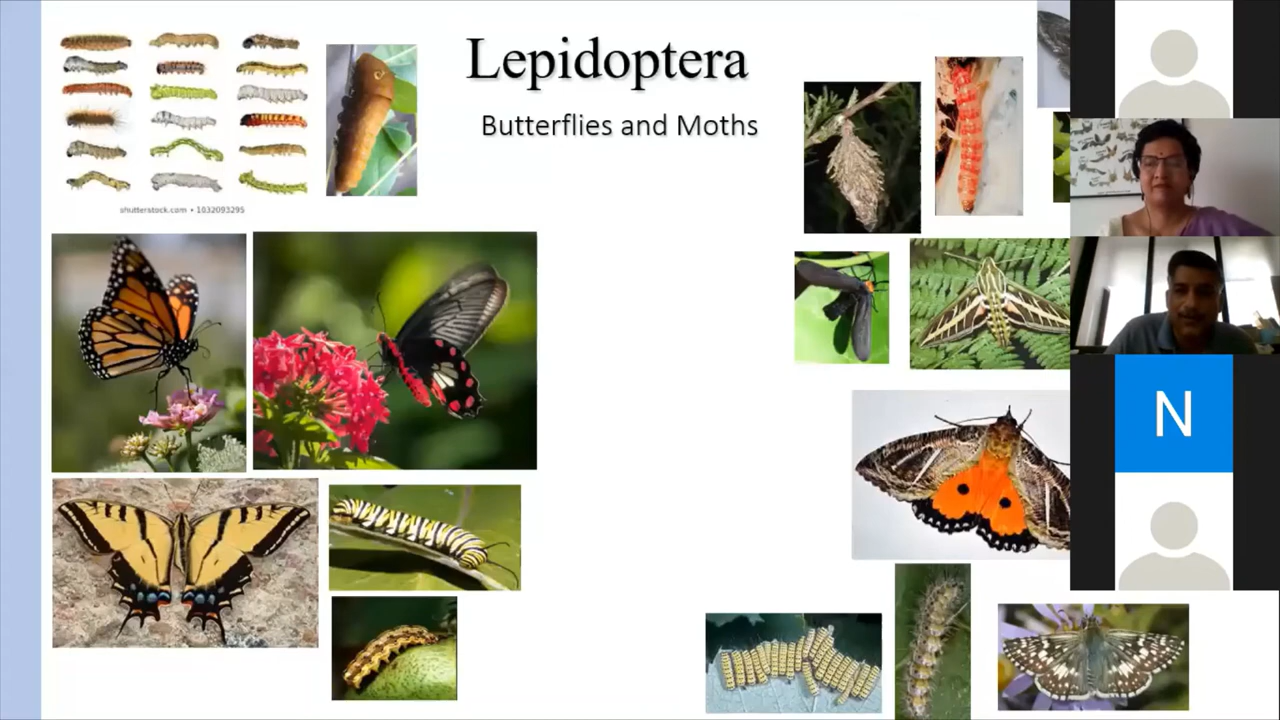 Lepidoptera
Butterflies and Moths
shutterstock.com • 1032093295
N